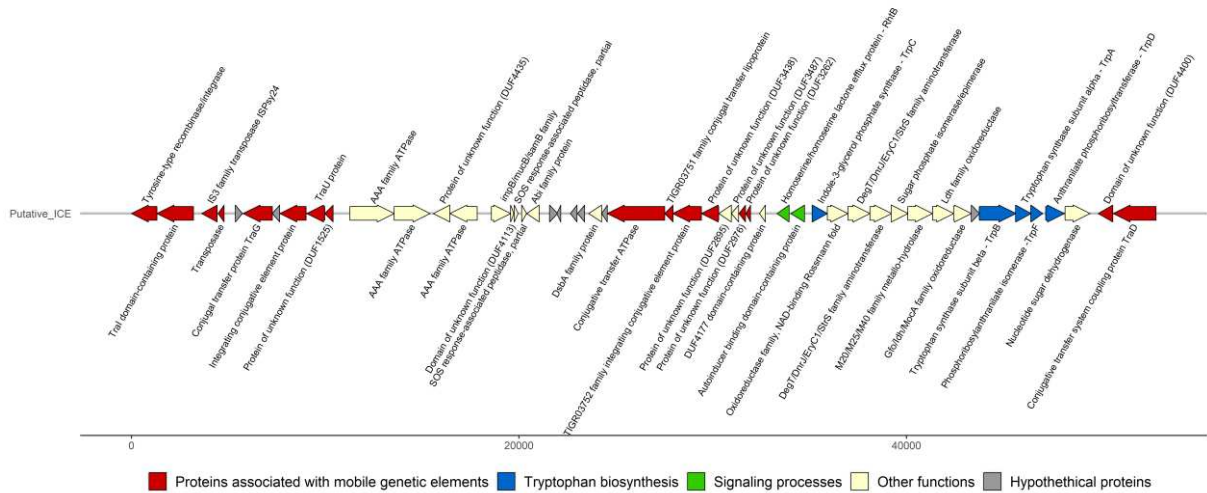 Tyrosine-type recombinase/integrase
IS3 family transposase ISPsy24
TraU protein
AAA family ATPase
Protein of unknown function (DUF4435)
impB/mucB/samB family
SOS response-associated peptidase, partial
Abi family protein
TIGR03751 family conjugal transfer lipoprotein
Protein of unknown function (DUF3438)
Protein of unknown function (DUF3487)
Protein of unknown function (DUF3262)
Homoserine/homoserine lactone efflux protein - RhtB
Indole-3-glycerol phosphate synthase - TrpC
DegT/DnrJ/EryC1/StrS family aminotransferase
Sugar phosphate isomerase/epimerase
Ldh family oxidoreductase
Tryptophan synthase subunit alpha - TrpA
Anthranilate phosphoribosyltransferase - TrpD
Domain of unknown function (DUF4400)
Putative_ICE
TraI domain-containing protein
Transposase
Conjugal transfer protein TraG
Integrating conjugative element protein
Protein of unknown function (DUF1525)
AAA family ATPase
AAA family ATPase
Domain of unknown function (DUF4113)
SOS response-associated peptidase, partial
DsbA family protein
Conjugative transfer ATPase
TIGR03752 family integrating conjugative element protein
Protein of unknown function (DUF2895)
Protein of unknown function (DUF2976)
DUF4177 domain-containing protein
Autoinducer binding domain-containing protein
Oxidoreductase family, NAD-binding Rossmann fold
DegT/DnrJ/EryC1/StrS family aminotransferase
M20/M25/M40 family metallo-hydrolase
Gfo/Idh/MocA family oxidoreductase
Tryptophan synthase subunit beta - TrpB
Phosphoribosylanthranilate isomerase -TrpF
Nucleotide sugar dehydrogenase
Conjugative transfer system coupling protein TraD
0
20000
40000
Proteins associated with mobile genetic elements
Tryptophan biosynthesis
Signaling processes
Other functions
Hypothethical proteins